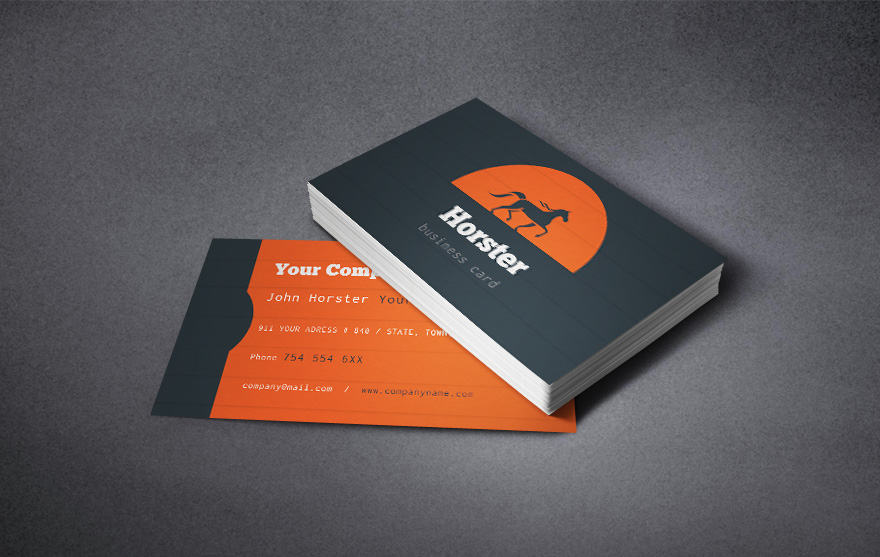 Horster
business card
Your Comp
John Horster Your
911 YOUR ADRESS # 840 / STATE, TOWN
Phone 754 554 6XX
company@mail.com / www.companyname.com